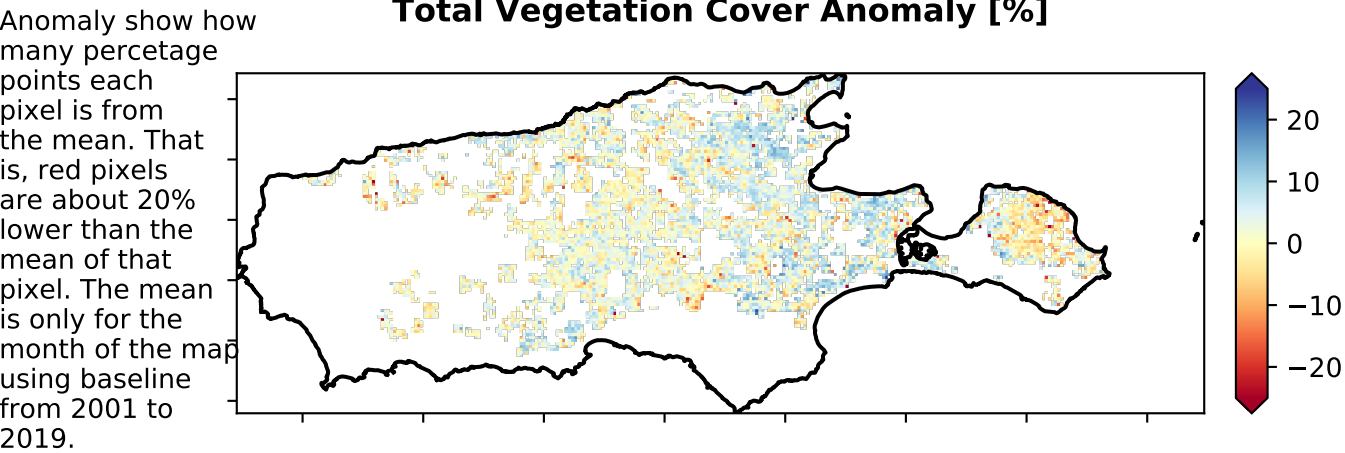 Total Vegetation Cover Anomaly [%]
Anomaly show how
many percetage
points each
pixel is from
the mean. That
is, red pixels
are about 20%
lower than the
mean of that
pixel. The mean
is only for the
month of the map
using baseline
from 2001 to
2019.
20
10
0
−10
−20